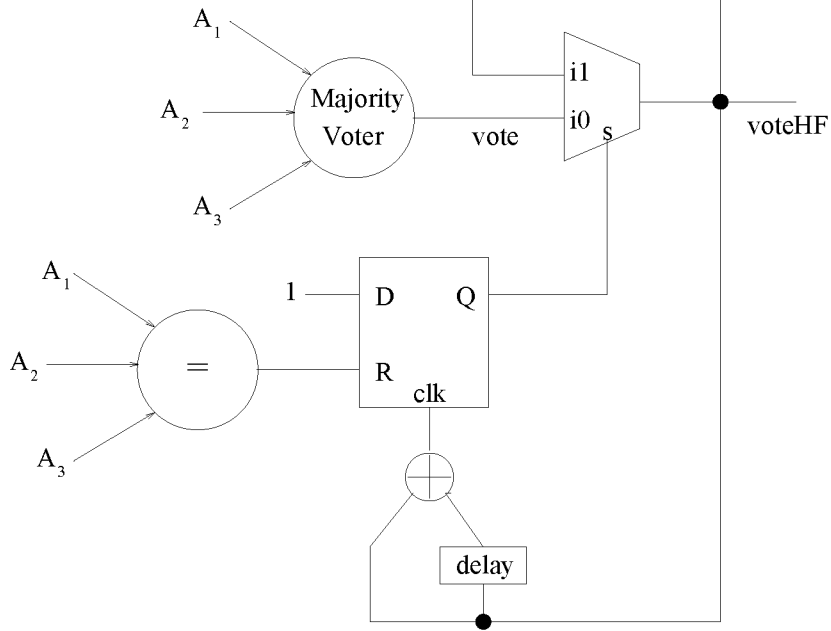 A1
Majority
Voter
A2
A3
vote
i1
i0
s
voteHF
A1
A2
A3
=
1
D
Q
R
clk
delay